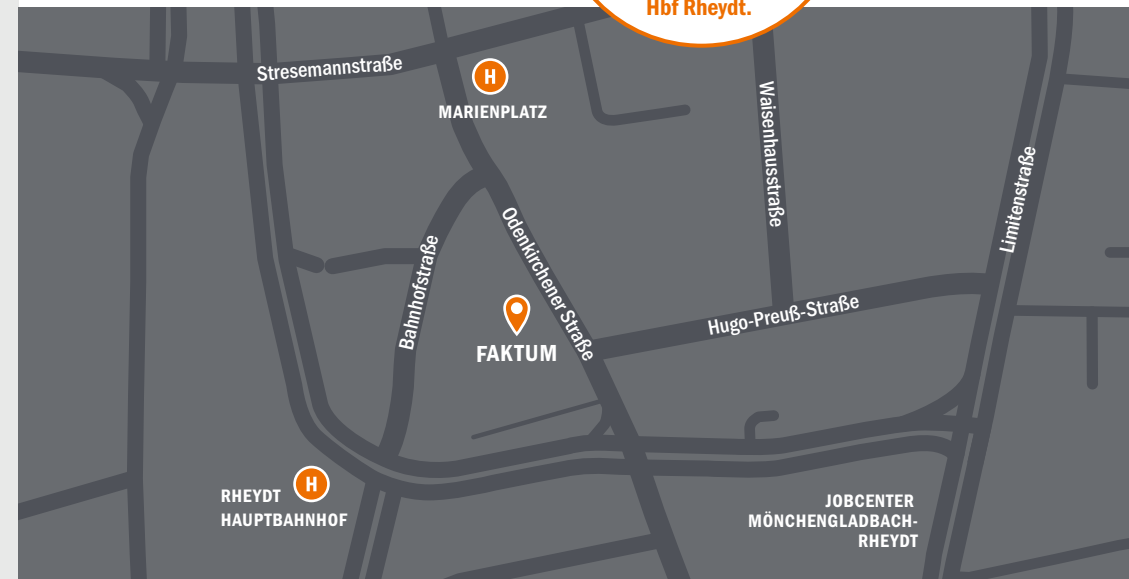 Hbf Rheydt.
Stresemannstraße
H
MARIENPLATZ
Waisenhausstraße
Limitenstraße
Odenkirchener Straße
Bahnhofstraße
Hugo-Preuß-Straße
FAKTUM
RHEYDT H
HAUPTBAHNHOF
JOBCENTER
MÖNCHENGLADBACH-
RHEYDT